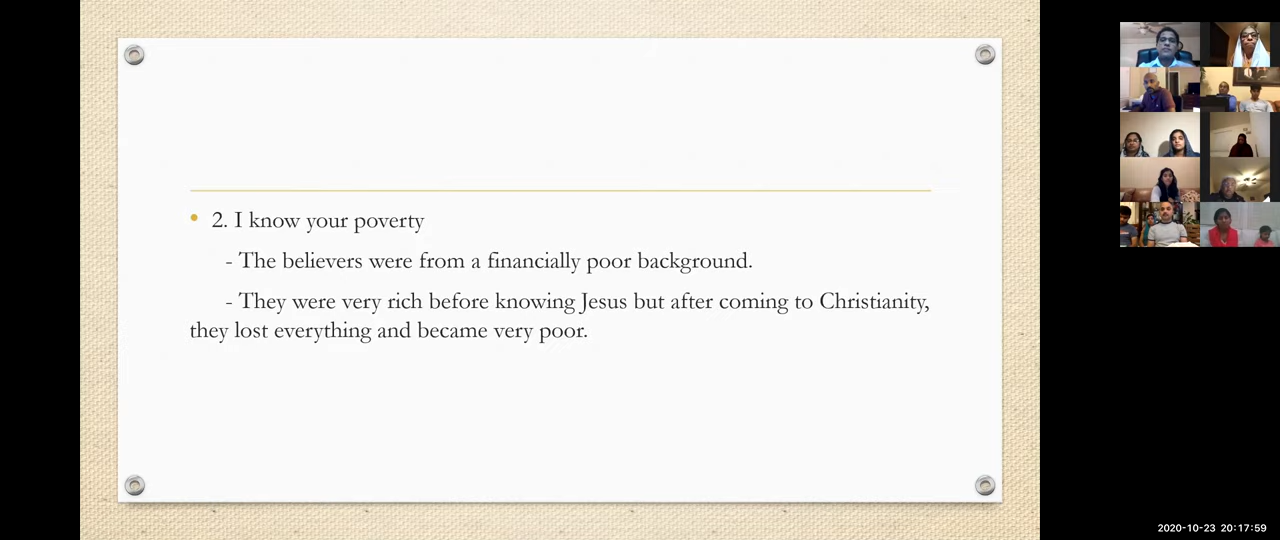 • 2. I know your poverty
- The believers were from a financially poor background.
- They were very rich before knowing Jesus but after coming to Christianity,
they lost everything and became very poor.
2020-10-23 20:17:59